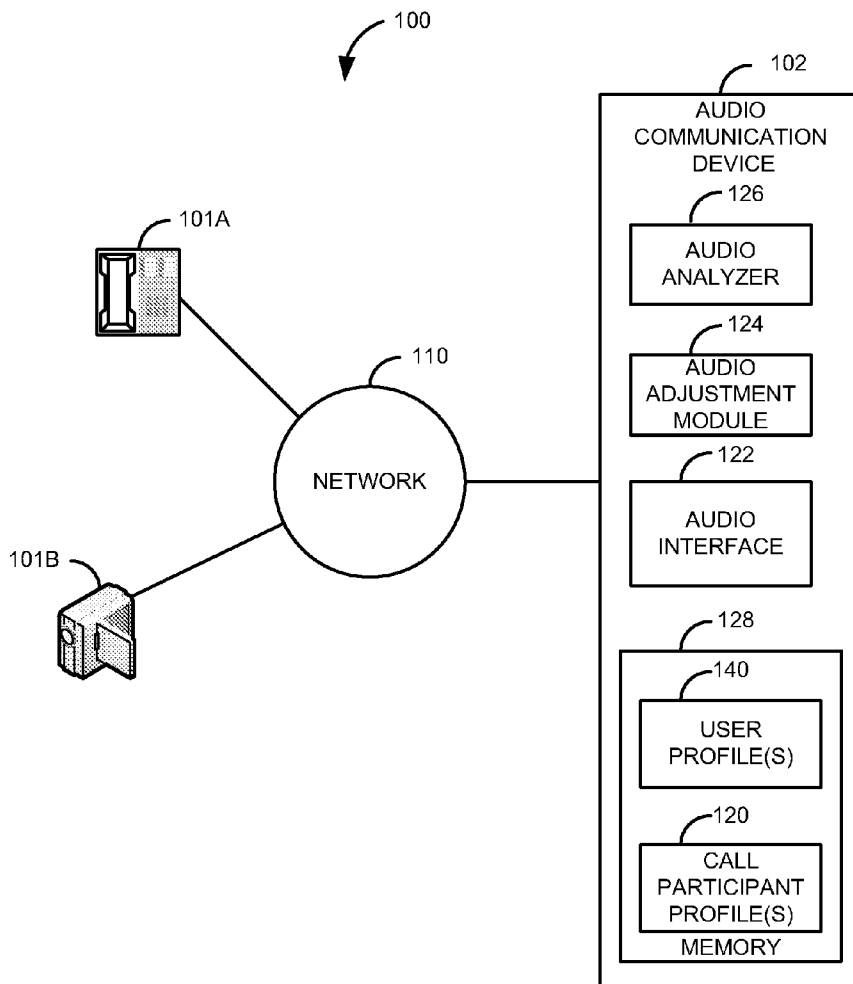 100
102
AUDIO
COMMUNICATION
DEVICE
126
AUDIO
ANALYZER
101A
124
AUDIO
ADJUSTMENT
MODULE
110
NETWORK
122
AUDIO
INTERFACE
101B
128
140
USER
PROFILE(S)
120
CALL
PARTICIPANT
PROFILE(S)
MEMORY